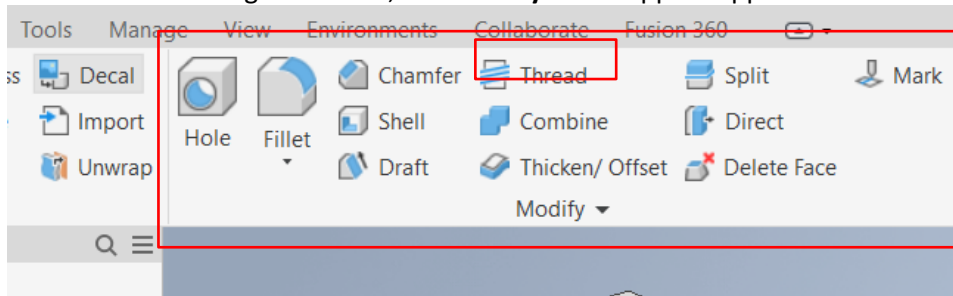 Tools Manage View Environments Collaborate Fusion 360
ss Decal Chamfer Thread Split Mark
Import Shell Combine Direct
Hole Fillet
Unwrap Draft Thicken/ Offset Delete Face
Modify